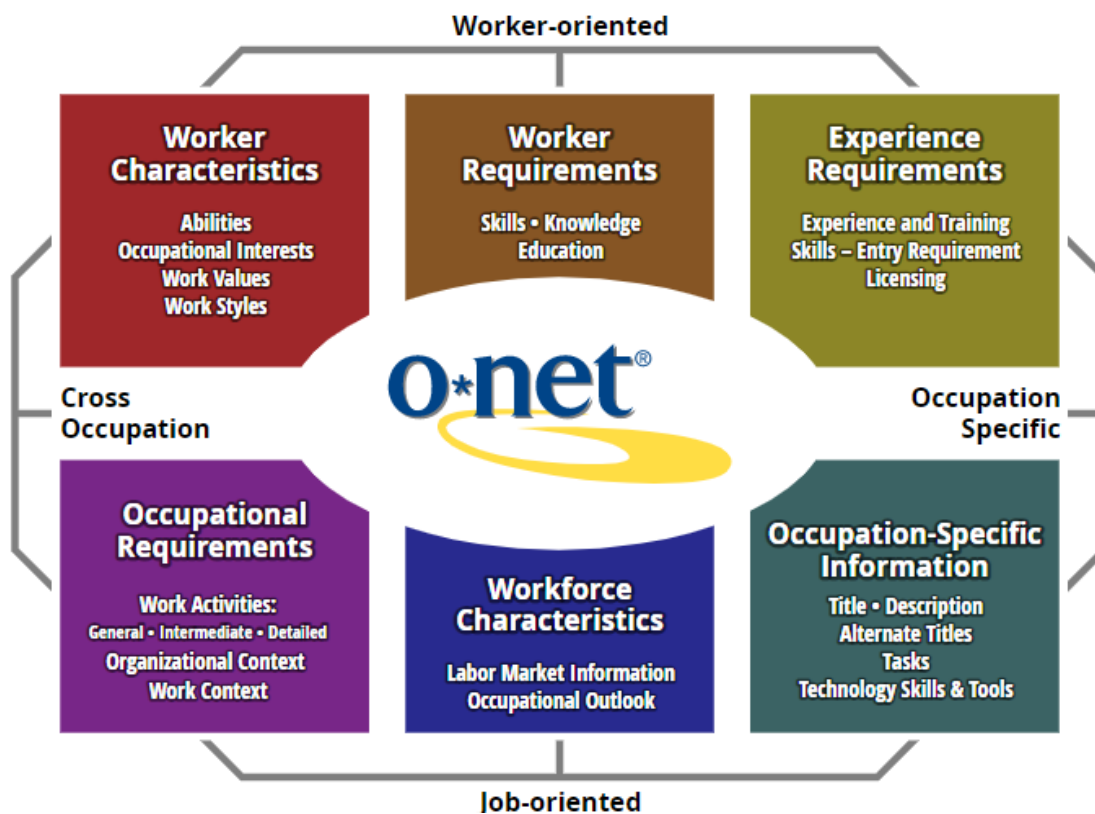 Worker-oriented
Worker
Characteristics
Abilities
Occupational Interests
Work Values
Work Styles
Worker
Requirements
Skills • Knowledge
Education
Experience
Requirements
Experience and Training
Skills – Entry Requirement
Licensing
o*net®
Cross
Occupation
Occupation
Specific
Occupational
Requirements
Work Activities:
General • Intermediate • Detailed
Organizational Context
Work Context
Workforce
Characteristics
Labor Market Information
Occupational Outlook
Occupation-Specific
Information
Title • Description
Alternate Titles
Tasks
Technology Skills & Tools
Job-oriented